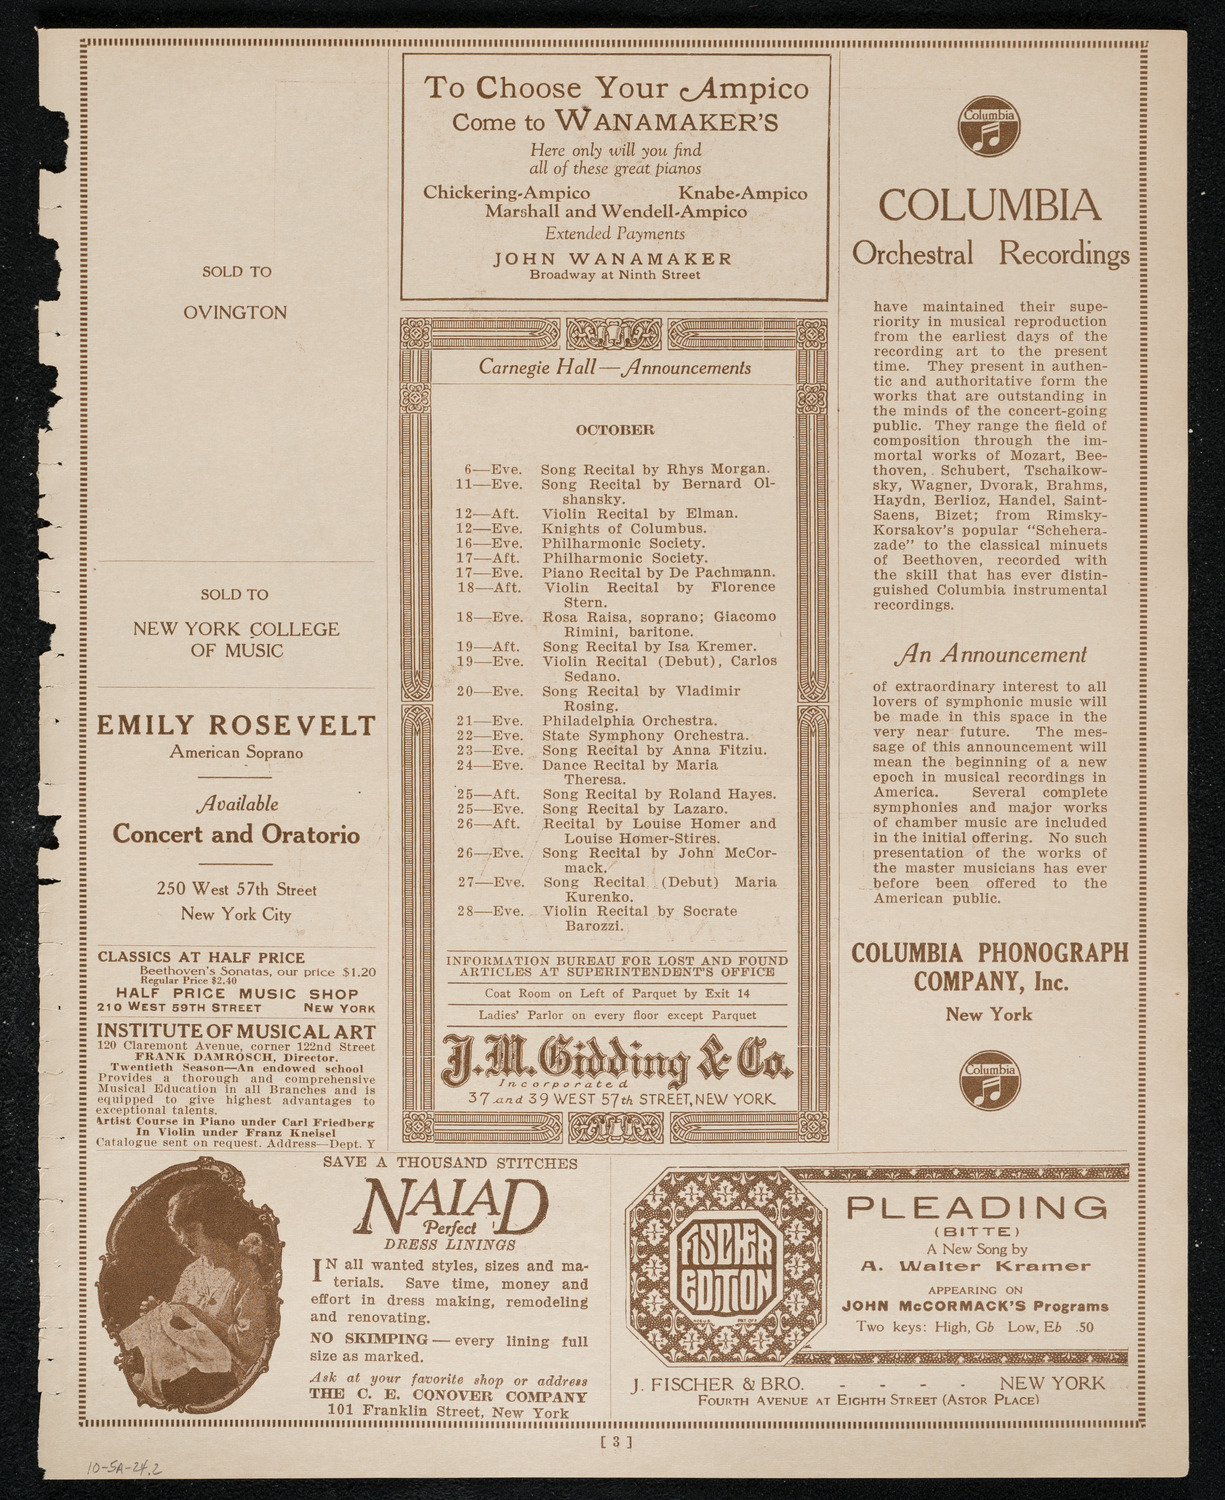 SOLD TO
OVINGTON
SOLD TO
NEW YORK COLLEGE
OF MUSIC
EMILY ROSEVELT
American Soprano
Available
Concert and Oratorio
250 West 57th Street
New York City
CLASSICS AT HALF PRICE
Beethoven's Sonatas, our price $1.20
Regular Price $2.40
HALF PRICE MUSIC SHOP
210 WEST 59TH STREET NEW YORK
INSTITUTE OF MUSICAL ART
120 Claremont Avenue, corner 122nd Street
FRANK DAMROSCH, Director.
Twentieth Season—An endowed school
Provides a thorough and comprehensive
Musical Education in all Branches and is
equipped to give highest advantages to
exceptional talents.
Artist Course in Piano under Carl Friedberg
In Violin under Franz Kneisel
Catalogue sent on request. Address—Dept. Y
To Choose Your Ampico
Come to WANAMAKER'S
Here only will you find
all of these great pianos
Chickering-Ampico Knabe-Ampico
Marshall and Wendell-Ampico
Extended Payments
JOHN WANAMAKER
Broadway at Ninth Street
Carnegie Hall—Announcements
OCTOBER
6—Eve. Song Recital by Rhys Morgan.
11—Eve. Song Recital by Bernard Ol-
shansky.
12—Aft. Violin Recital by Elman.
12—Eve. Knights of Columbus.
16—Eve. Philharmonic Society.
17—Aft. Philharmonic Society.
17—Eve. Piano Recital by De Pachmann.
18—Aft. Violin Recital by Florence
Stern.
18—Eve. Rosa Raisa, soprano; Giacomo
Rimini, baritone.
19—Aft. Song Recital by Isa Kremer.
19—Eve. Violin Recital (Debut), Carlos
Sedano.
20—Eve. Song Recital by Vladimir
Rosing.
21—Eve. Philadelphia Orchestra.
22—Eve. State Symphony Orchestra.
23—Eve. Song Recital by Anna Fitziu.
24—Eve. Dance Recital by Maria
Theresa.
25—Aft. Song Recital by Roland Hayes.
25—Eve. Song Recital by Lazaro.
26—Aft. Recital by Louise Homer and
Louise Homer-Stires.
26—Eve. Song Recital by John McCor-
mack.
27—Eve. Song Recital (Debut) Maria
Kurenko.
28—Eve. Violin Recital by Socrate
Barozzi.
INFORMATION BUREAU FOR LOST AND FOUND
ARTICLES AT SUPERINTENDENT'S OFFICE
Coat Room on Left of Parquet by Exit 14
Ladies' Parlor on every floor except Parquet
J. M. Gidding & Co.
Incorporated
37 and 39 WEST 57th STREET, NEW YORK
Columbia
COLUMBIA
Orchestral Recordings
have maintained their supe-
riority in musical reproduction
from the earliest days of the
recording art to the present
time. They present in authen-
tic and authoritative form the
works that are outstanding in
the minds of the concert-going
public. They range the field of
composition through the im-
mortal works of Mozart, Bee-
thoven, Schubert, Tschaikow-
sky, Wagner, Dvorak, Brahms,
Haydn, Berlioz, Handel, Saint-
Saens, Bizet; from Rimsky-
Korsakov's popular "Schehera-
zade" to the classical minuets
of Beethoven, recorded with
the skill that has ever distin-
guished Columbia instrumental
recordings.
An Announcement
of extraordinary interest to all
lovers of symphonic music will
be made in this space in the
very near future. The mes-
sage of this announcement will
mean the beginning of a new
epoch in musical recordings in
America. Several complete
symphonies and major works
of chamber music are included
in the initial offering. No such
presentation of the works of
the master musicians has ever
before been offered to the
American public.
COLUMBIA PHONOGRAPH
COMPANY, Inc.
New York
Columbia
SAVE A THOUSAND STITCHES
NAIAD
Perfect
DRESS LININGS
IN all wanted styles, sizes and ma-
terials. Save time, money and
effort in dress making, remodeling
and renovating.
NO SKIMPING—every lining full
size as marked.
Ask at your favorite shop or address
THE C. E. CONOVER COMPANY
101 Franklin Street, New York
FISCHER
EDITION
PLEADING
(BITTE)
A New Song by
A. Walter Kramer
APPEARING ON
JOHN McCORMACK'S Programs
Two keys: High, Gb Low, Eb .50
J. FISCHER & BRO. - - - - NEW YORK
FOURTH AVENUE AT EIGHTH STREET (ASTOR PLACE)
[ 3 ]
10-5A-24.2